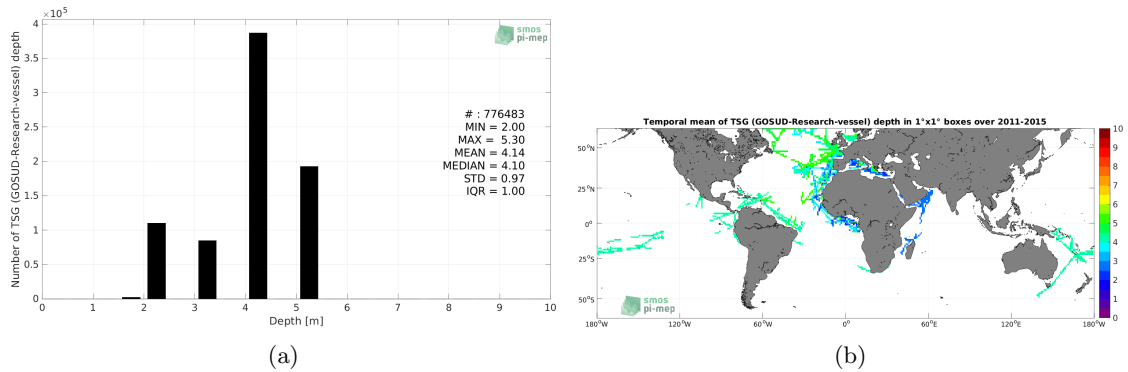 ×10⁵
4
3.5
3
2.5
2
1.5
1
0.5
0
Number of TSG (GOSUD-Research-vessel) depth
smos
pi-mep
# : 776483
MIN = 2.00
MAX = 5.30
MEAN = 4.14
MEDIAN = 4.10
STD = 0.97
IQR = 1.00
0 1 2 3 4 5 6 7 8 9 10
Depth [m]
(a)
Temporal mean of TSG (GOSUD-Research-vessel) depth in 1°x1° boxes over 2011-2015
50°N
25°N
0°
25°S
50°S
smos
pi-mep
180°W 120°W 60°W 0° 60°E 120°E 180°W
10
9
8
7
6
5
4
3
2
1
0
(b)